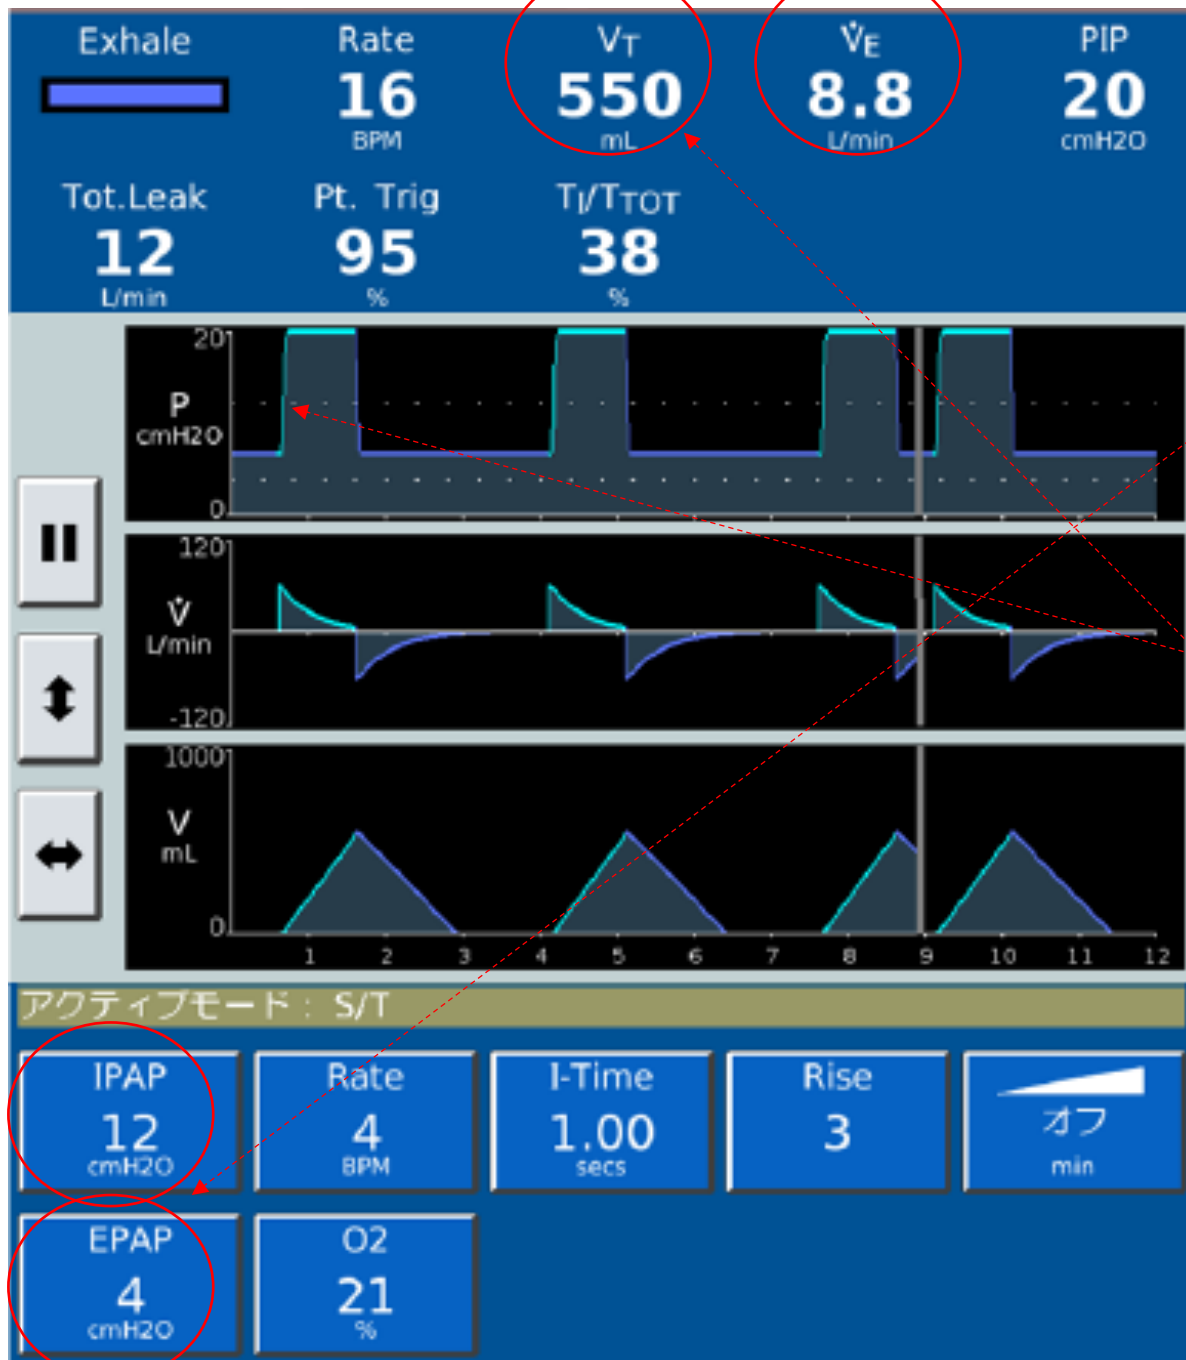 Exhale
Rate
16
BPM
VT
550
mL
V̇E
8.8
L/min
PIP
20
cmH2O
Tot.Leak
12
L/min
Pt. Trig
95
%
TI/TTOT
38
%
20
P
cmH2O
0
120
V̇
L/min
-120
1000
V
mL
0
1 2 3 4 5 6 7 8 9 10 11 12
アクティブモード： S/T
IPAP
12
cmH2O
Rate
4
BPM
I-Time
1.00
secs
Rise
3
オフ
min
EPAP
4
cmH2O
O2
21
%